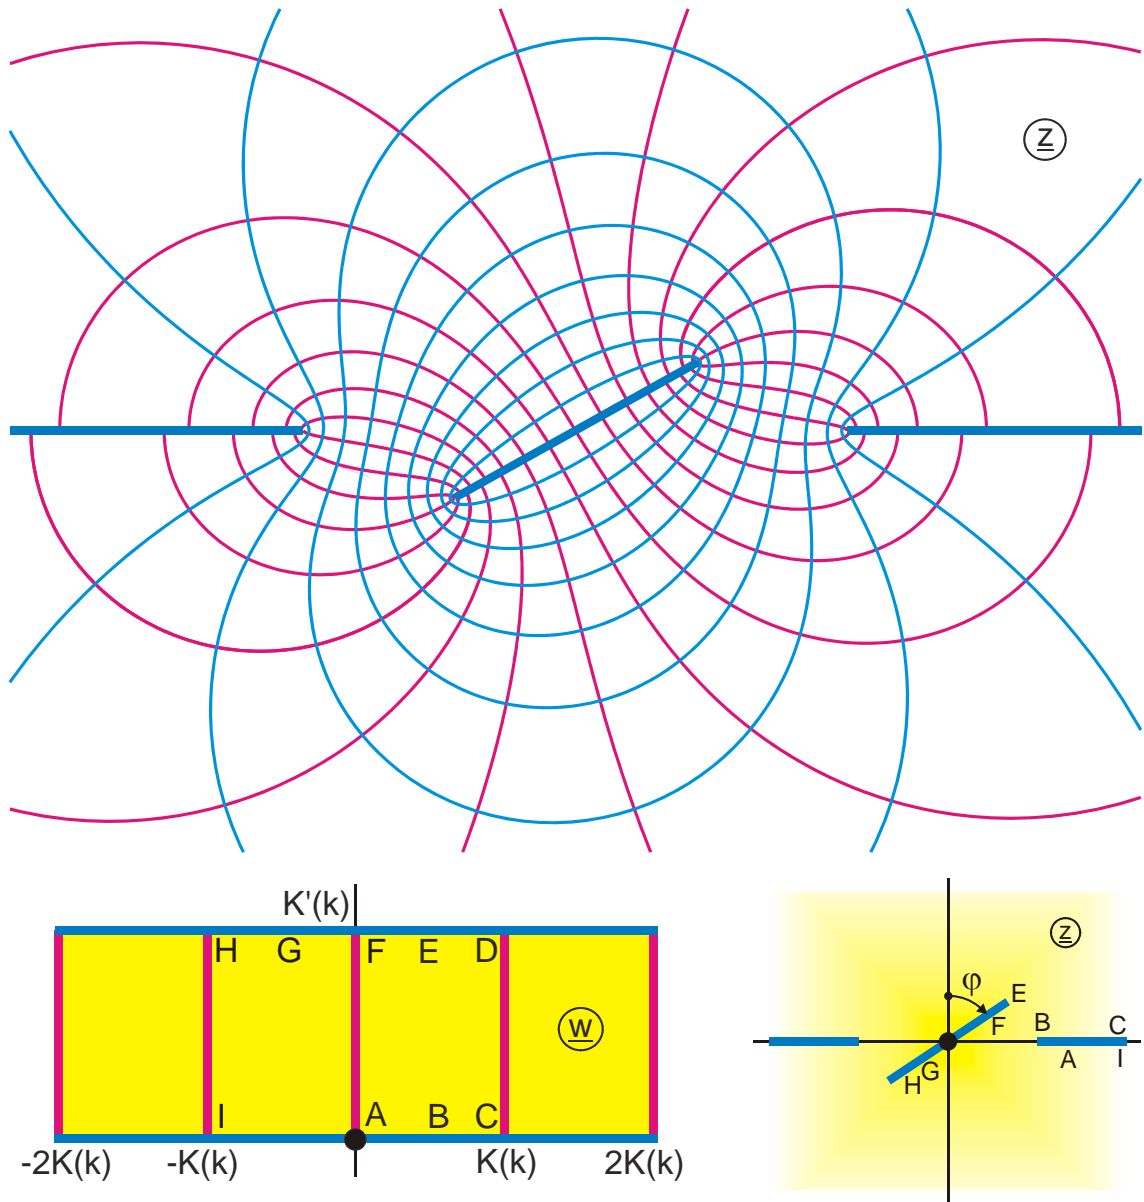 z
K'(k)
H G F E D
w
I A B C
-2K(k) -K(k) K(k) 2K(k)
z
φ
E
F
B C
A I
G
H